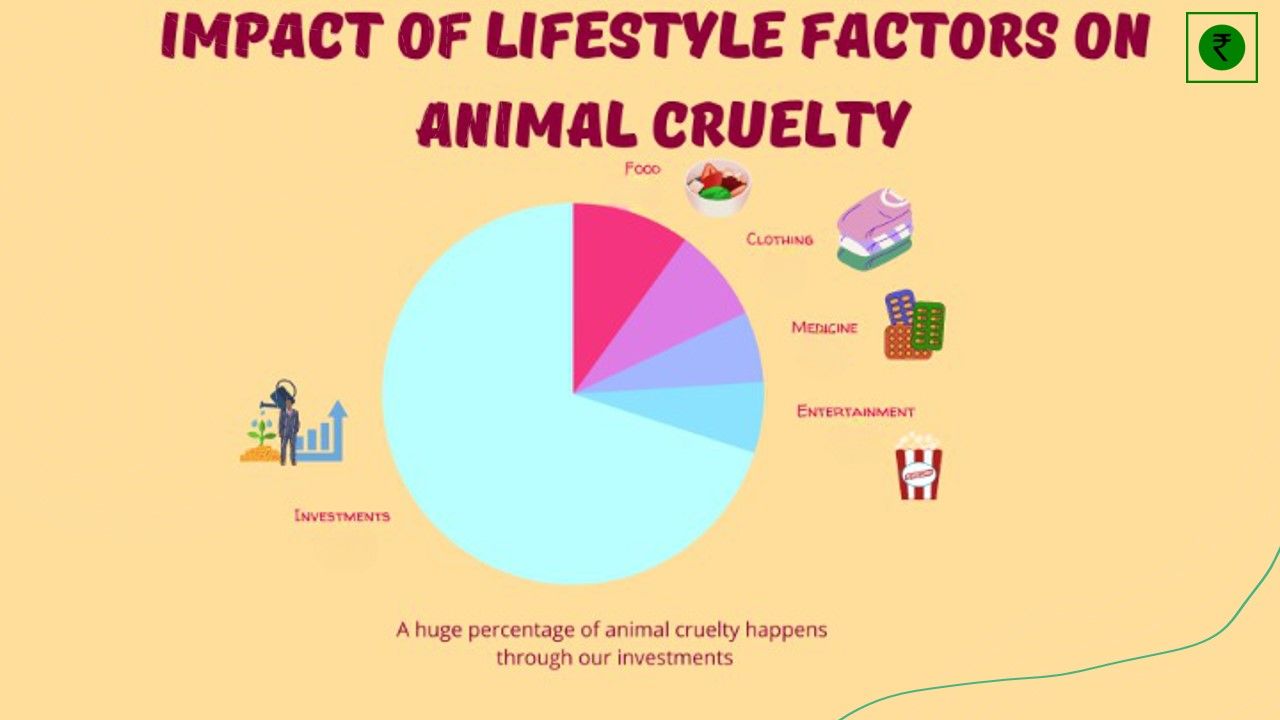 IMPACT OF LIFESTYLE FACTORS ON
ANIMAL CRUELTY
₹
FOOD
CLOTHING
MEDICINE
ENTERTAINMENT
INVESTMENTS
A huge percentage of animal cruelty happens
through our investments